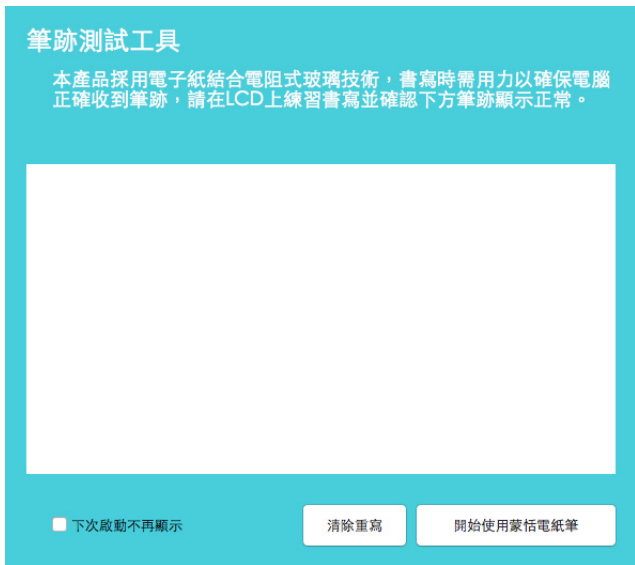 筆跡測試工具
本產品採用電子紙結合電阻式玻璃技術，書寫時需用力以確保電腦
正確收到筆跡，請在LCD上練習書寫並確認下方筆跡顯示正常。
下次啟動不再顯示
清除重寫
開始使用蒙恬電紙筆